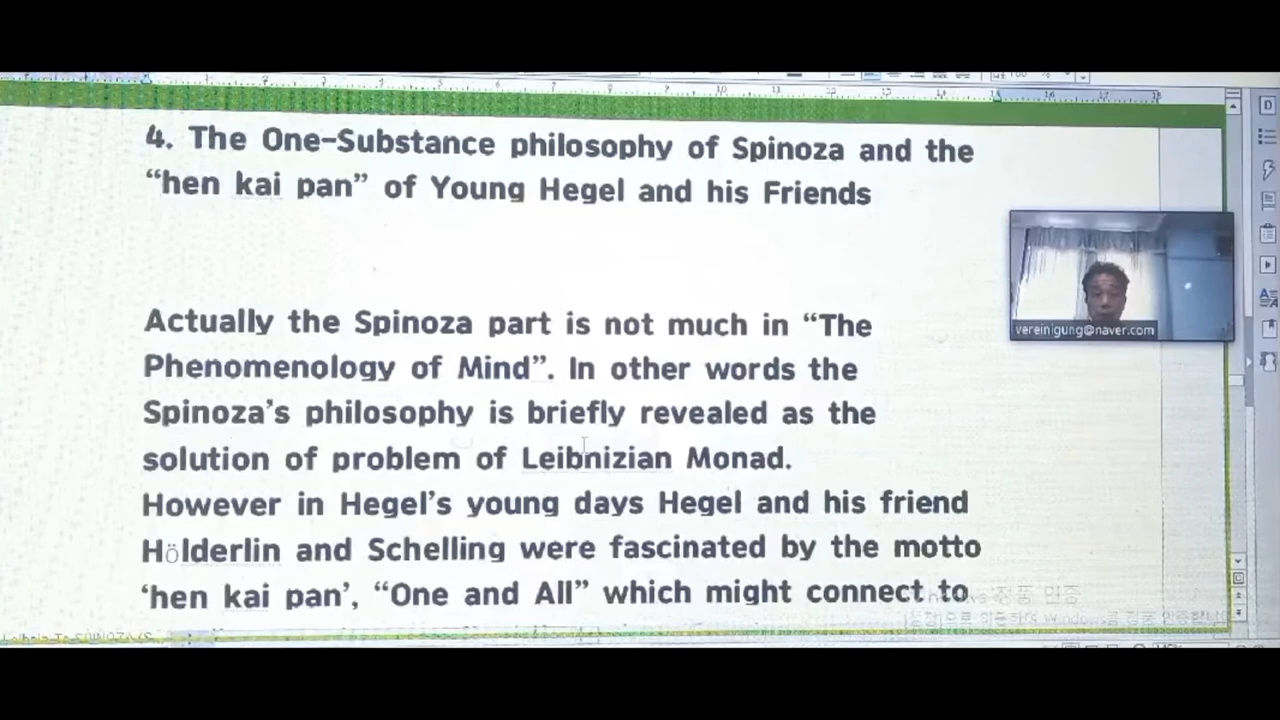 4. The One-Substance philosophy of Spinoza and the
“hen kai pan” of Young Hegel and his Friends
Actually the Spinoza part is not much in “The
Phenomenology of Mind”. In other words the
Spinoza’s philosophy is briefly revealed as the
solution of problem of Leibnizian Monad.
However in Hegel’s young days Hegel and his friend
Hölderlin and Schelling were fascinated by the motto
‘hen kai pan’, “One and All” which might connect to
vereinigung@naver.com
정품 인증